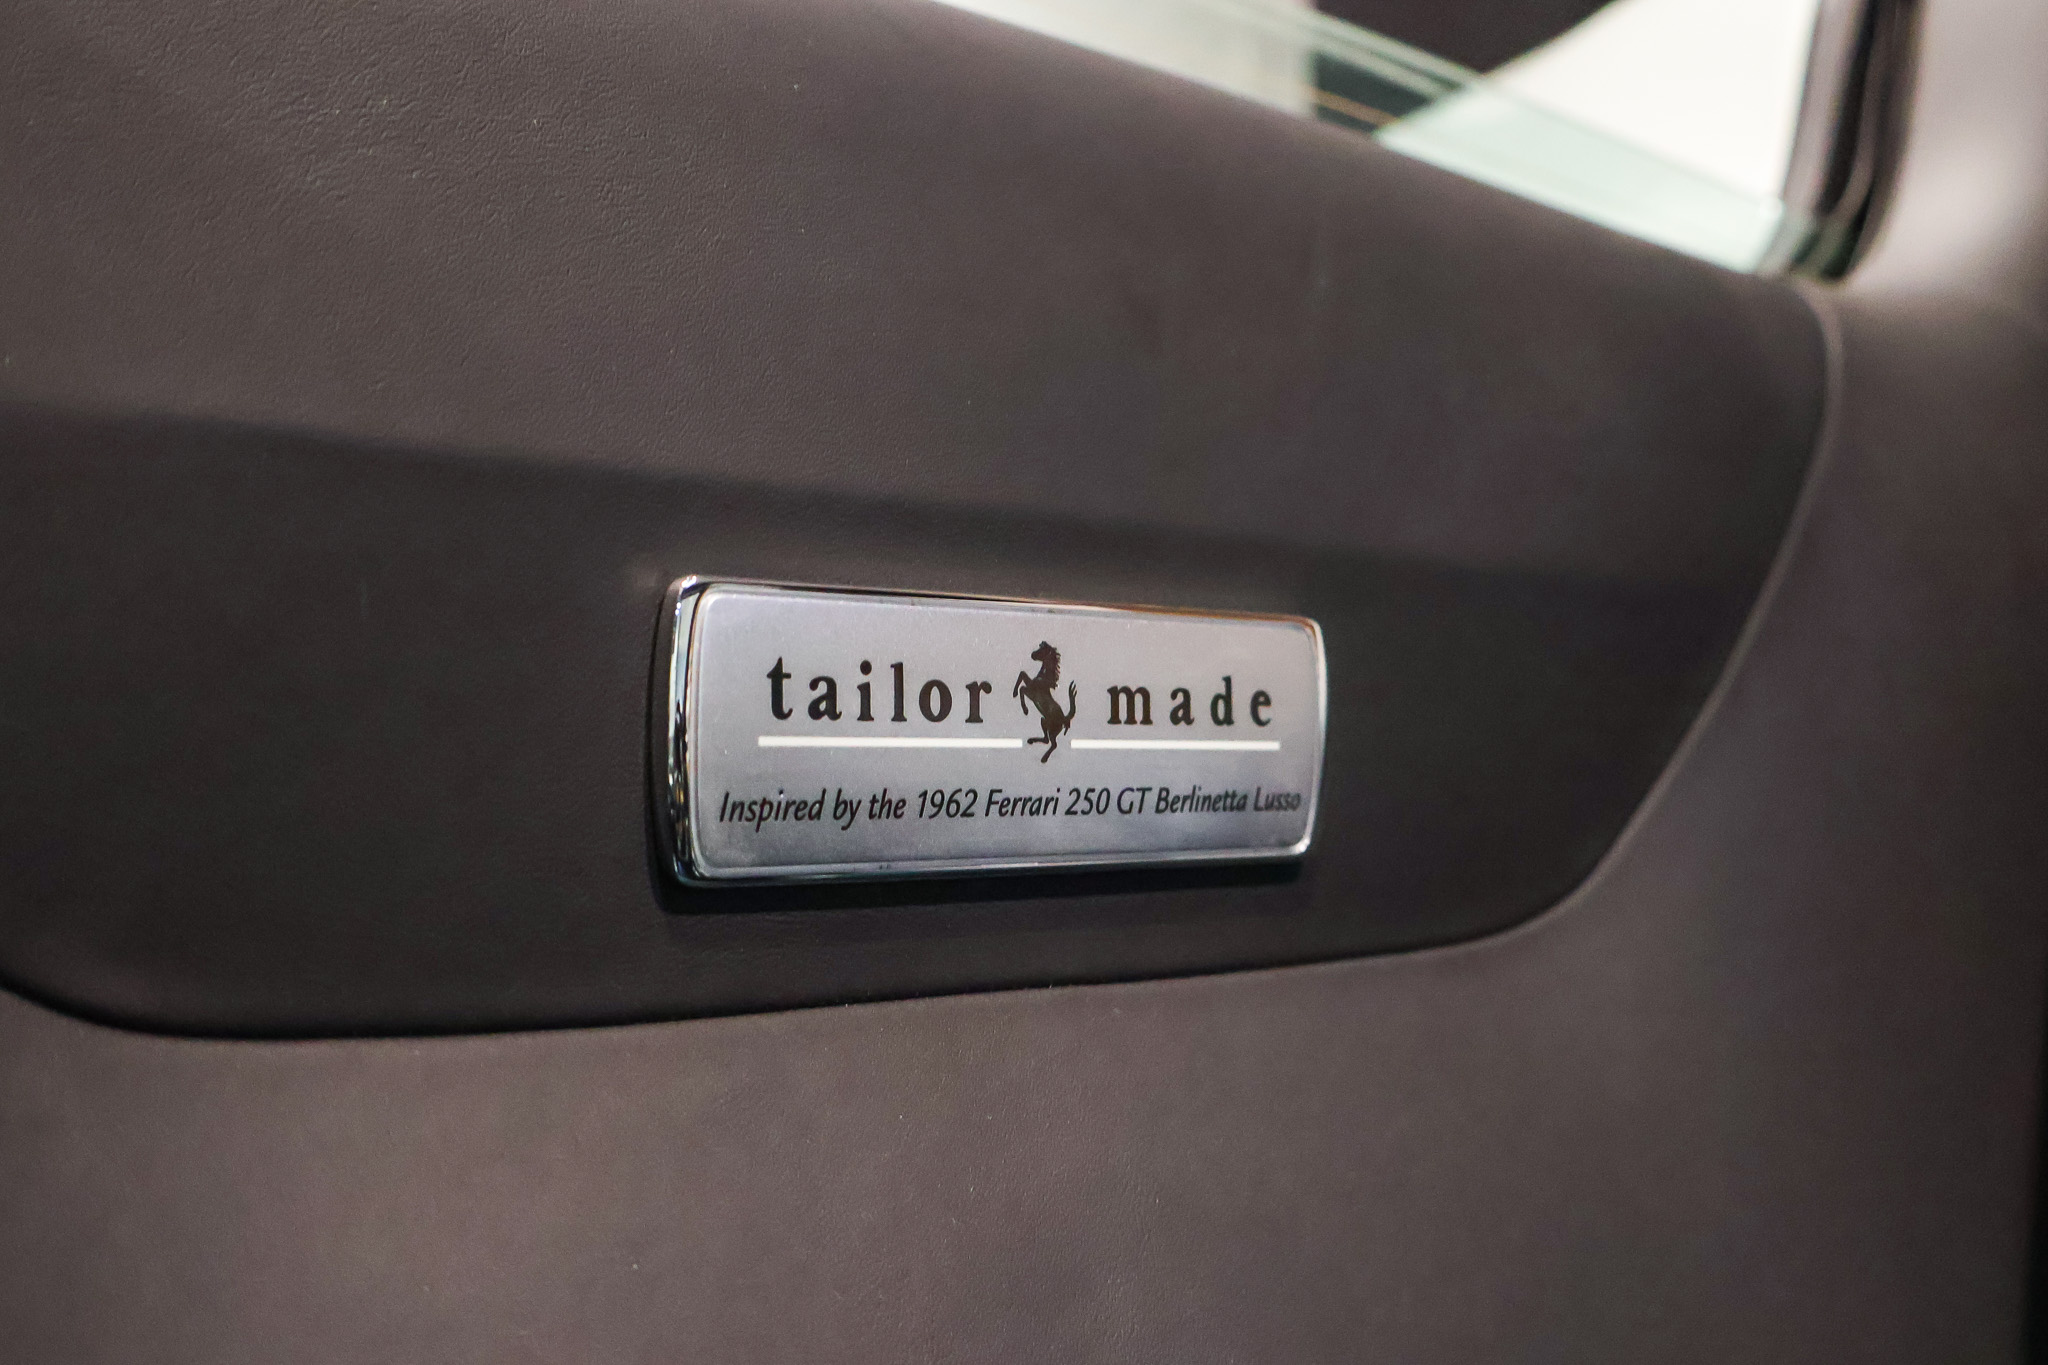 tailor made
Inspired by the 1962 Ferrari 250 GT Berlinetta Lusso